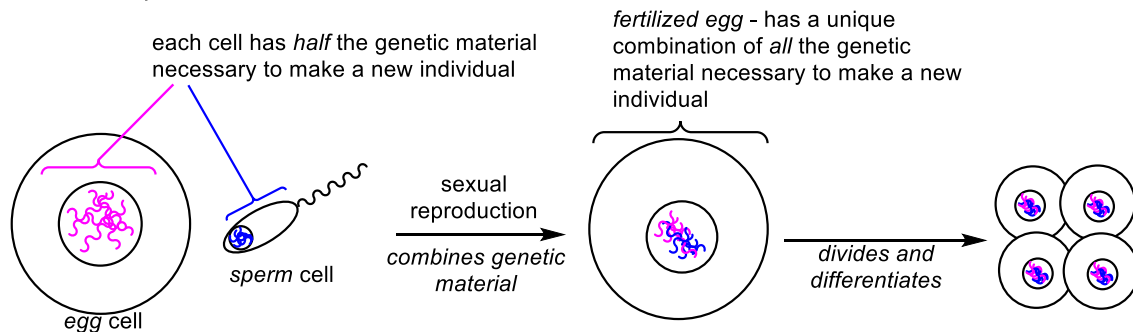 each cell has half the genetic material
necessary to make a new individual
fertilized egg - has a unique
combination of all the genetic
material necessary to make a new
individual
egg cell
sperm cell
sexual
reproduction
combines genetic
material
divides and
differentiates